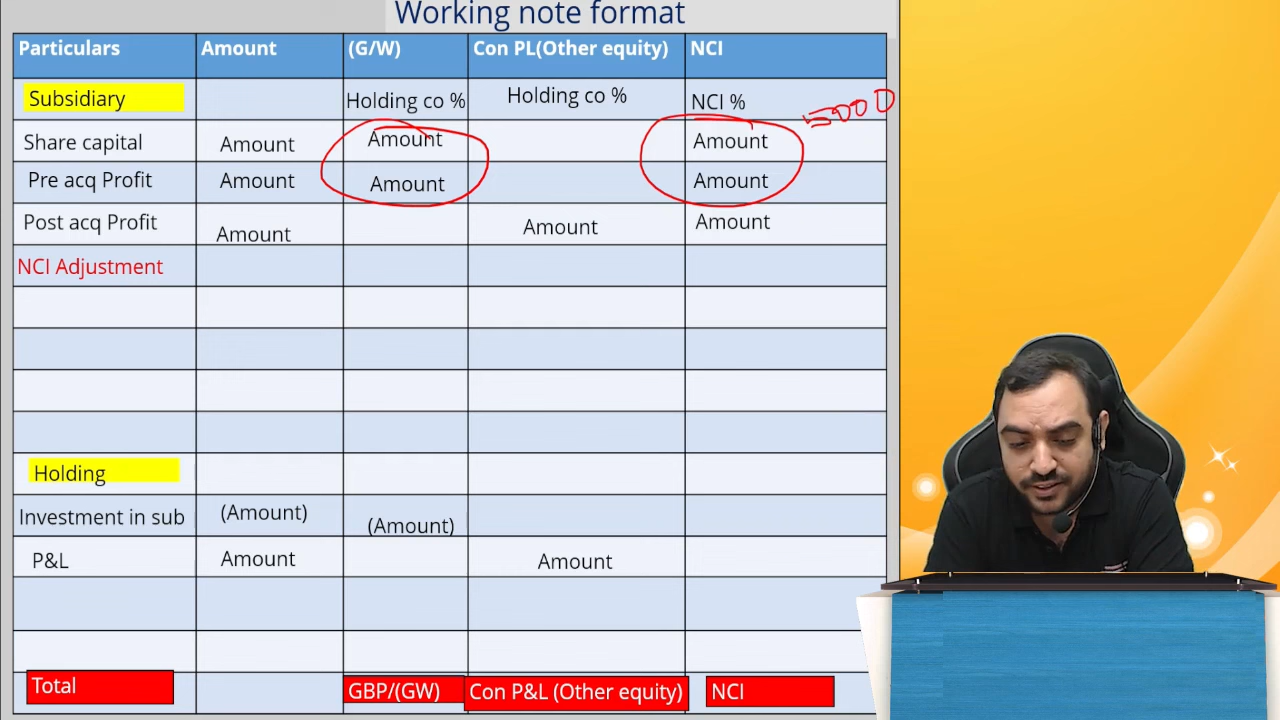 Working note format
Particulars Amount (G/W) Con PL(Other equity) NCI
Subsidiary Holding co % Holding co % NCI %
5000
Share capital Amount Amount Amount
Pre acq Profit Amount Amount Amount
Post acq Profit Amount Amount Amount
NCI Adjustment
Holding
Investment in sub (Amount) (Amount)
P&L Amount Amount
Total GBP/(GW) Con P&L (Other equity) NCI